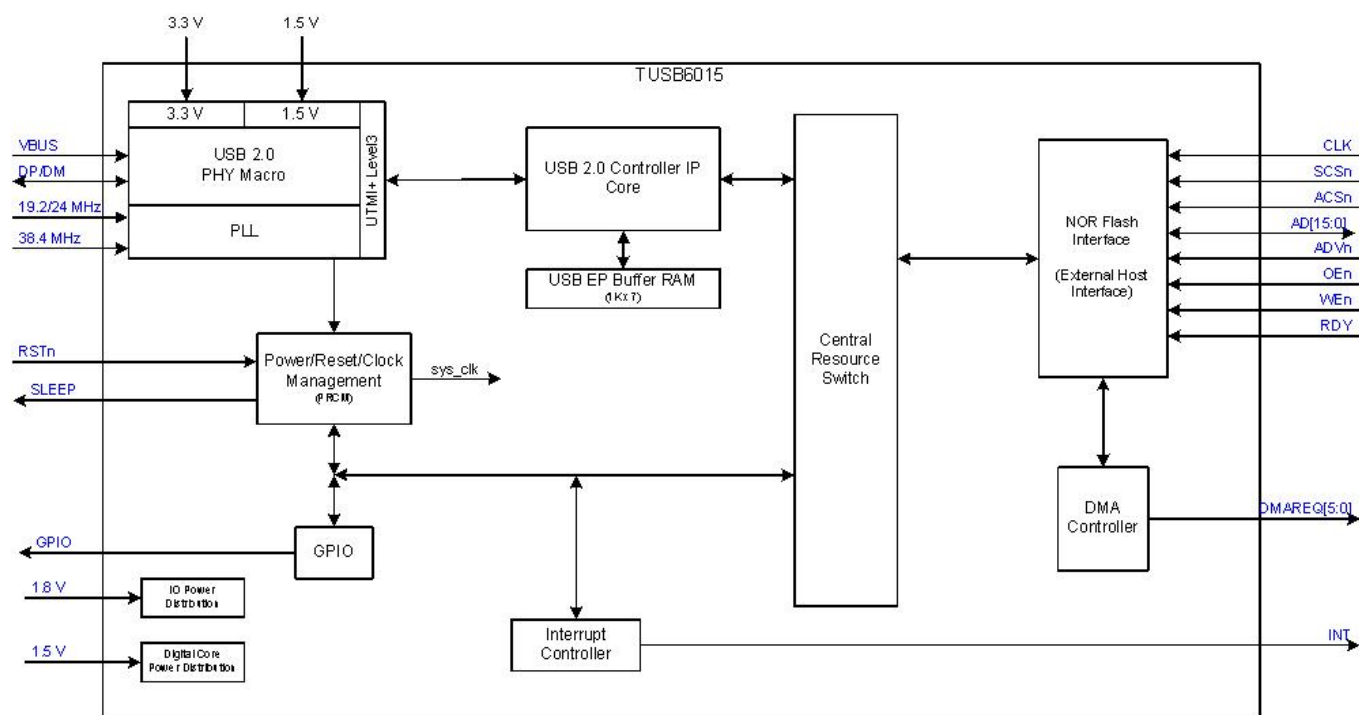 3.3 V
1.5 V
TUSB6015
3.3 V
1.5 V
UTMI+ Level3
VBUS
USB 2.0
PHY Macro
DP/DM
19.2/24 MHz
PLL
38.4 MHz
USB 2.0 Controller IP
Core
USB EP Buffer RAM
(1K x 7)
CLK
SCSn
ACSn
AD[15:0]
ADVn
OEn
WEn
RDY
NOR Flash
Interface
(External Host
Interface)
Central
Resource
Switch
RSTn
SLEEP
Power/Reset/Clock
Management
(PRCM)
sys_clk
DMA
Controller
DMAREQ[5:0]
GPIO
GPIO
1.8 V
IO Power
Distribution
1.5 V
Digital Core
Power Distribution
Interrupt
Controller
INT